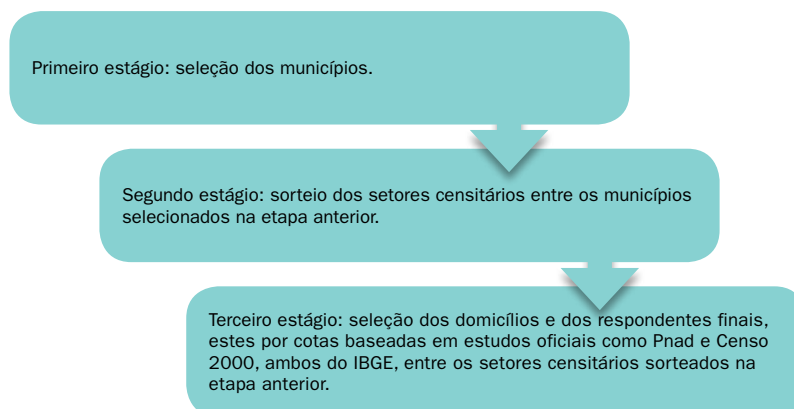 Primeiro estágio: seleção dos municípios.
Segundo estágio: sorteio dos setores censitários entre os municípios
selecionados na etapa anterior.
Terceiro estágio: seleção dos domicílios e dos respondentes finais,
estes por cotas baseadas em estudos oficiais como Pnad e Censo
2000, ambos do IBGE, entre os setores censitários sorteados na
etapa anterior.